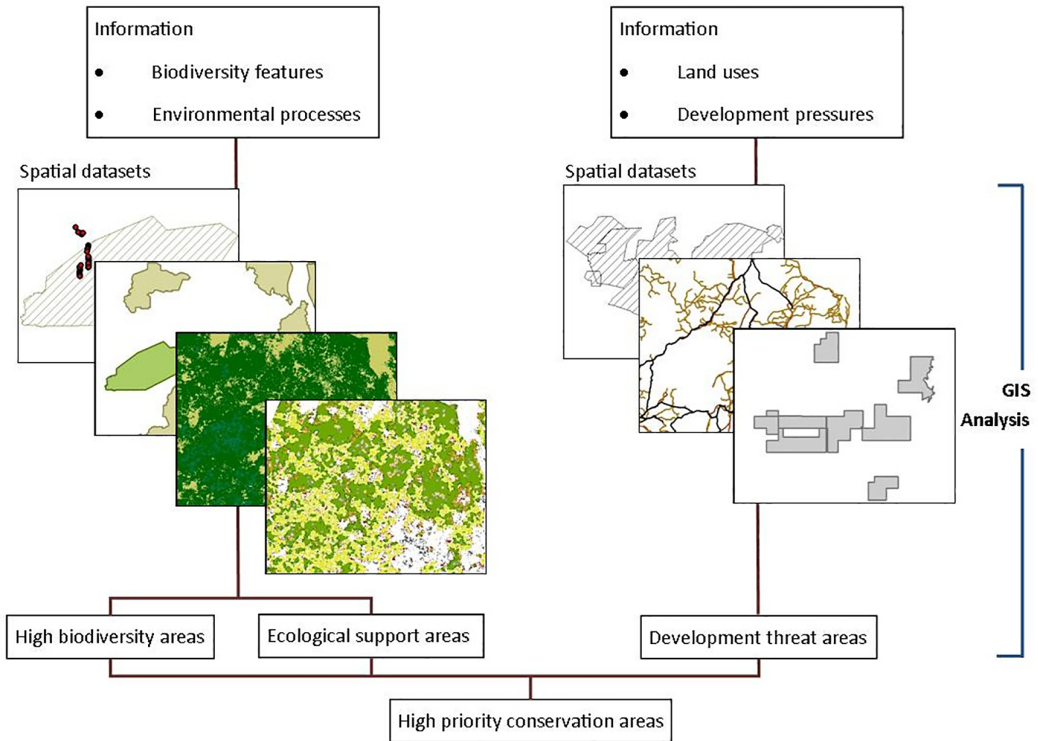 Information
• Biodiversity features
• Environmental processes
Information
• Land uses
• Development pressures
Spatial datasets
Spatial datasets
GIS
Analysis
High biodiversity areas
Ecological support areas
Development threat areas
High priority conservation areas